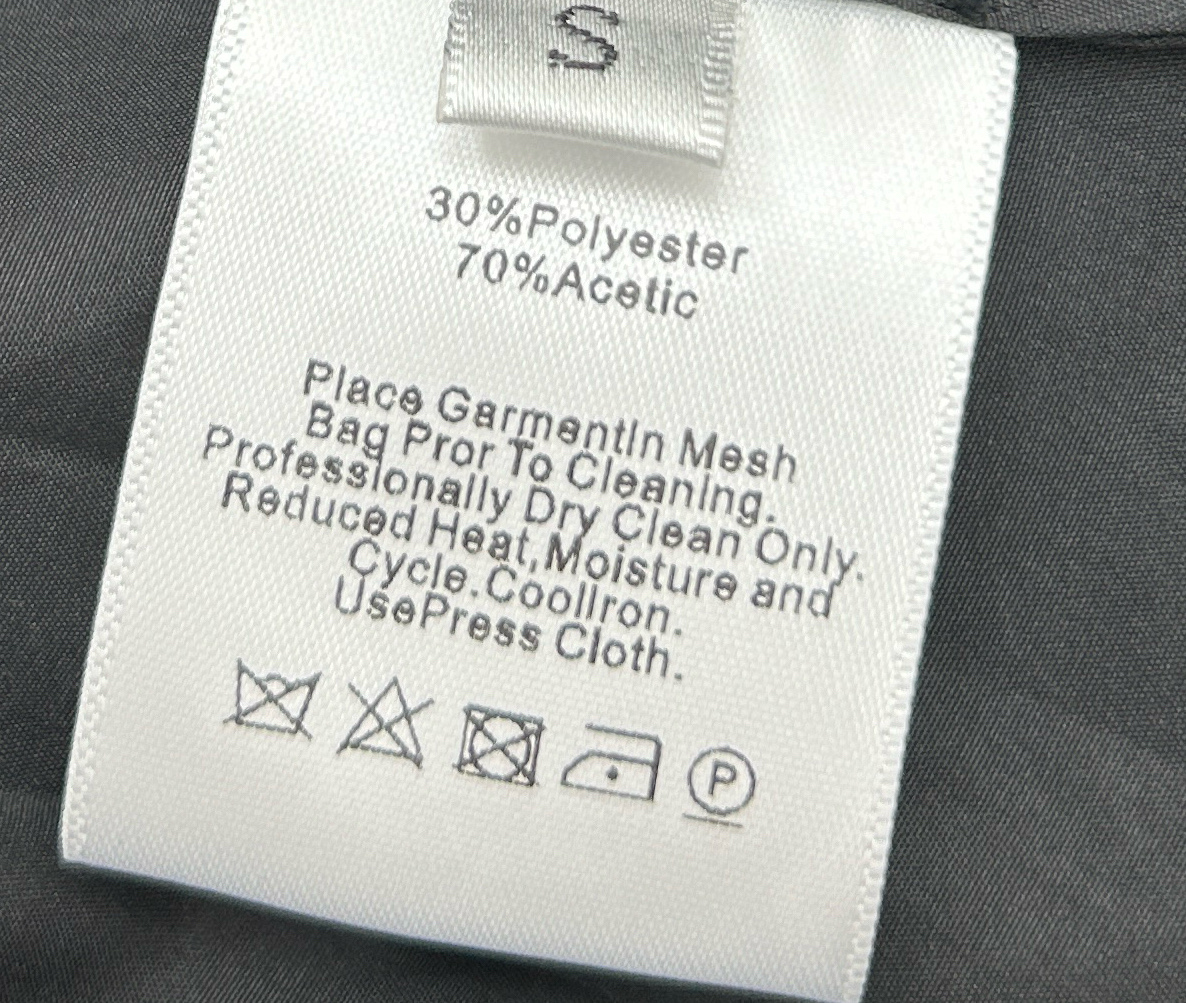 S
30%Polyester
70%Acetic
Place GarmentIn Mesh
Bag Pror To Cleaning.
Professionally Dry Clean Only.
Reduced Heat,Moisture and
Cycle.CoolIron.
UsePress Cloth.
P